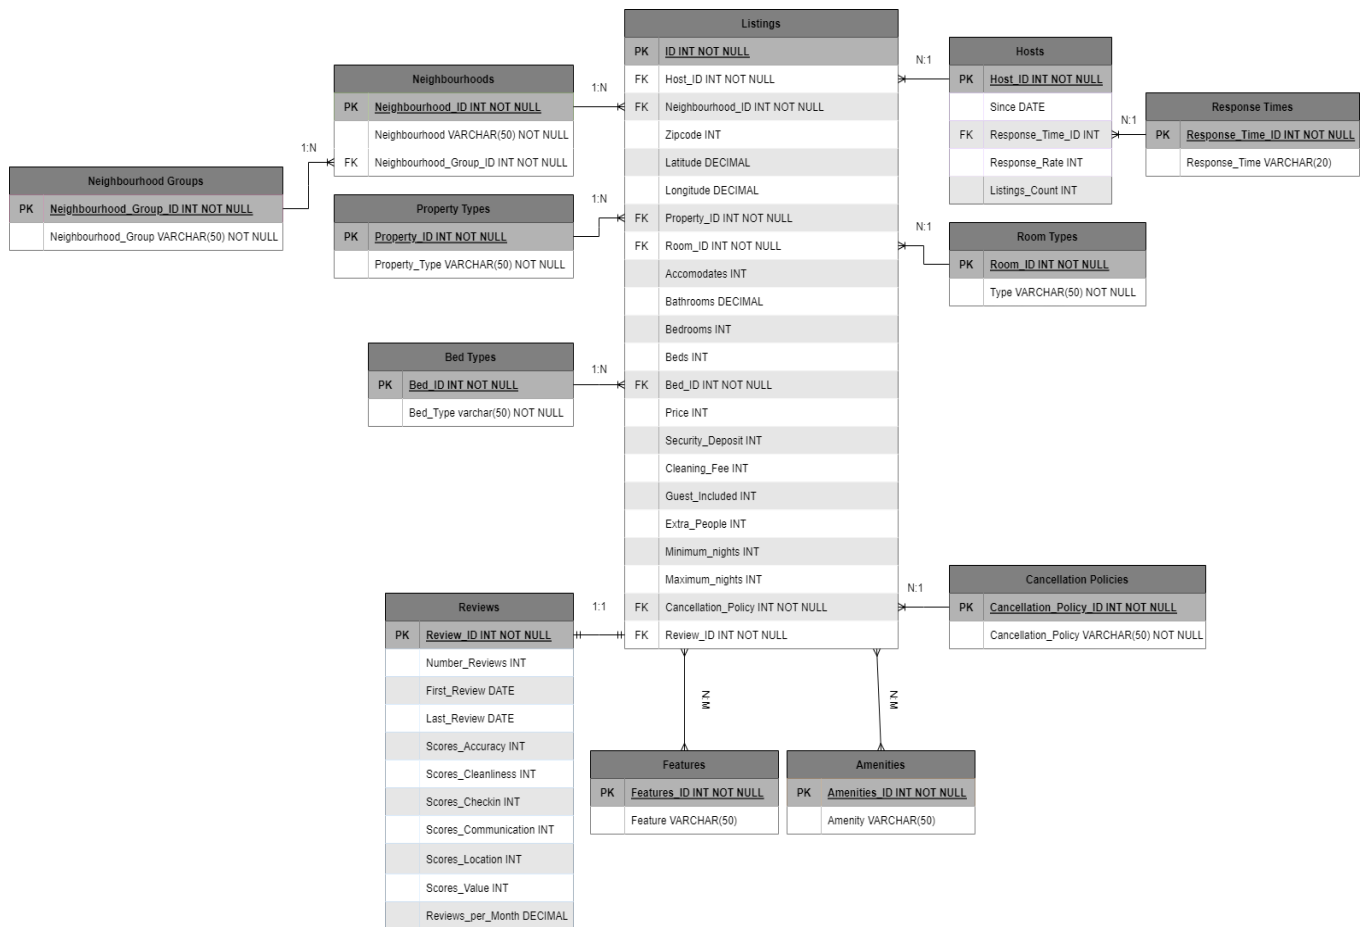 Listings
PK ID INT NOT NULL
FK Host_ID INT NOT NULL
FK Neighbourhood_ID INT NOT NULL
Zipcode INT
Latitude DECIMAL
Longitude DECIMAL
FK Property_ID INT NOT NULL
FK Room_ID INT NOT NULL
Accomodates INT
Bathrooms DECIMAL
Bedrooms INT
Beds INT
FK Bed_ID INT NOT NULL
Price INT
Security_Deposit INT
Cleaning_Fee INT
Guest_Included INT
Extra_People INT
Minimum_nights INT
Maximum_nights INT
FK Cancellation_Policy INT NOT NULL
FK Review_ID INT NOT NULL
Neighbourhoods
PK Neighbourhood_ID INT NOT NULL
Neighbourhood VARCHAR(50) NOT NULL
FK Neighbourhood_Group_ID INT NOT NULL
1:N
1:N
Neighbourhood Groups
PK Neighbourhood_Group_ID INT NOT NULL
Neighbourhood_Group VARCHAR(50) NOT NULL
Property Types
PK Property_ID INT NOT NULL
Property_Type VARCHAR(50) NOT NULL
1:N
Bed Types
PK Bed_ID INT NOT NULL
Bed_Type varchar(50) NOT NULL
1:N
Hosts
PK Host_ID INT NOT NULL
Since DATE
FK Response_Time_ID INT
Response_Rate INT
Listings_Count INT
N:1
N:1
Response Times
PK Response_Time_ID INT NOT NULL
Response_Time VARCHAR(20)
Room Types
PK Room_ID INT NOT NULL
Type VARCHAR(50) NOT NULL
N:1
Cancellation Policies
PK Cancellation_Policy_ID INT NOT NULL
Cancellation_Policy VARCHAR(50) NOT NULL
N:1
Reviews
PK Review_ID INT NOT NULL
Number_Reviews INT
First_Review DATE
Last_Review DATE
Scores_Accuracy INT
Scores_Cleanliness INT
Scores_Checkin INT
Scores_Communication INT
Scores_Location INT
Scores_Value INT
Reviews_per_Month DECIMAL
1:1
N:M
N:M
Features
PK Features_ID INT NOT NULL
Feature VARCHAR(50)
Amenities
PK Amenities_ID INT NOT NULL
Amenity VARCHAR(50)